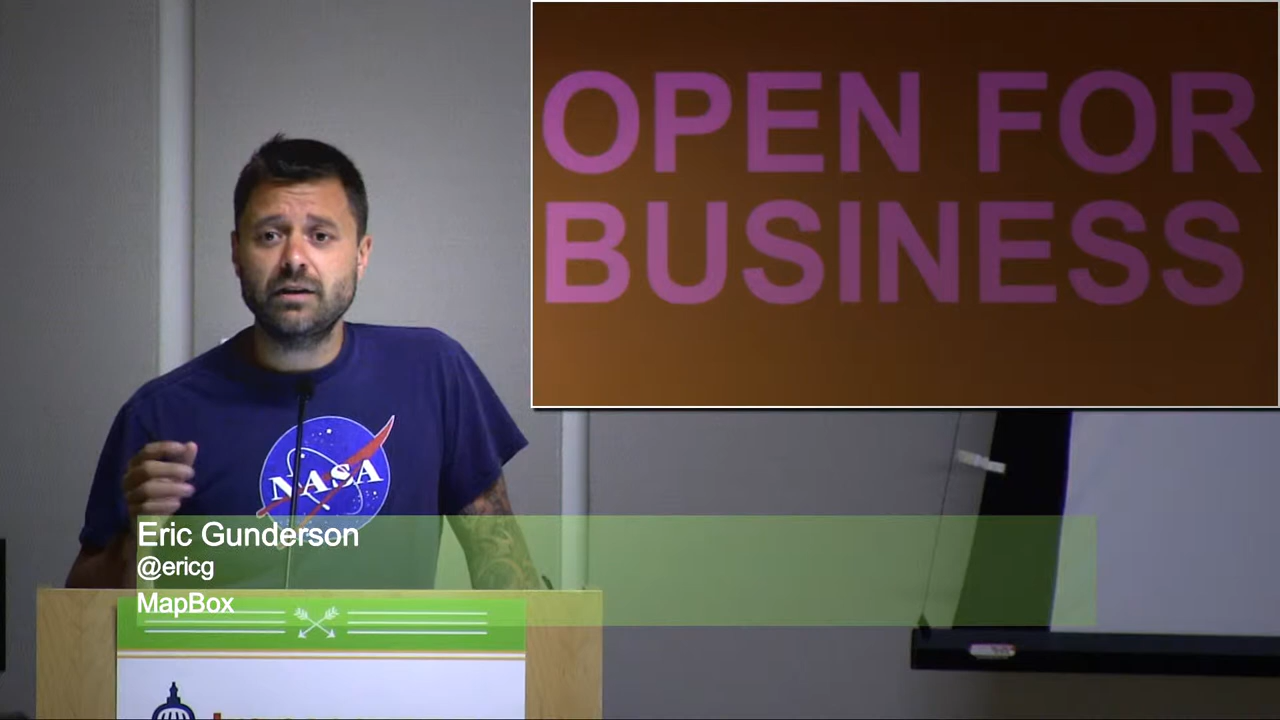 OPEN FOR
BUSINESS
NASA
Eric Gunderson
@ericg
MapBox